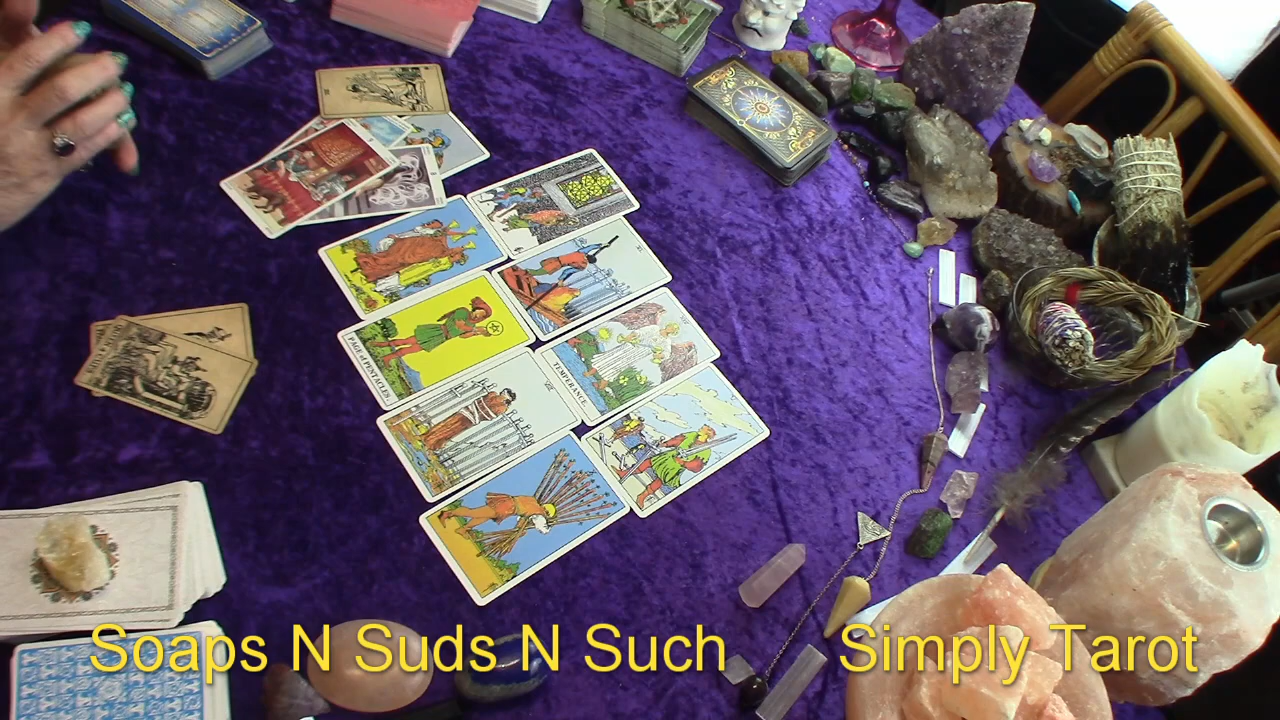 PAGE of PENTACLES.
TEMPERANCE.
Soaps N Suds N Such Simply Tarot